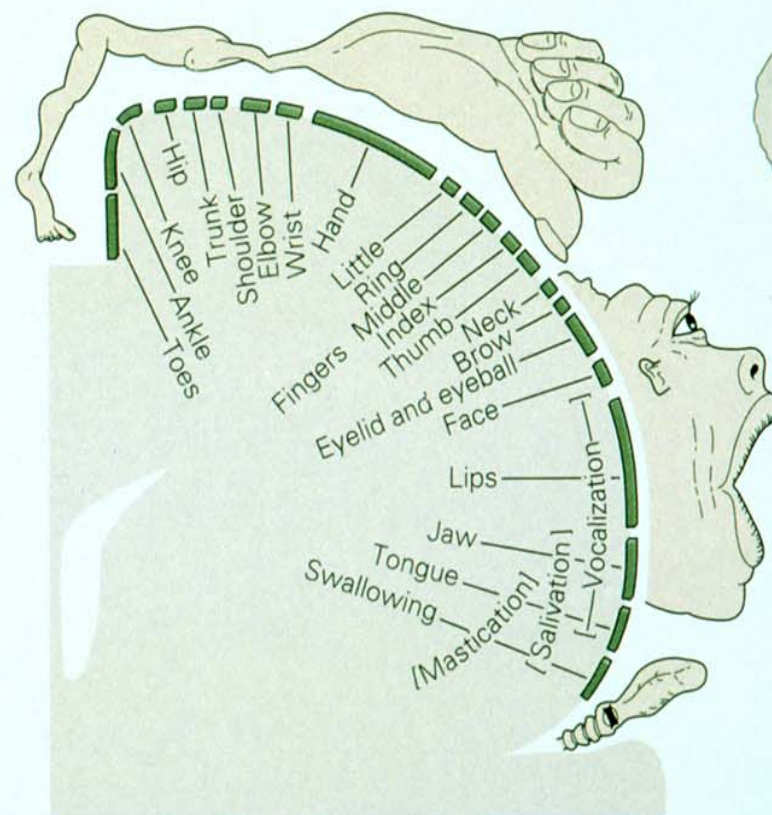 Toes
Ankle
Knee
Hip
Trunk
Shoulder
Elbow
Wrist
Hand
Fingers
Little
Ring
Middle
Index
Thumb
Neck
Brow
Eyelid and eyeball
Face
Lips
Jaw
Tongue
Swallowing
[Mastication]
[Salivation]
[Vocalization]